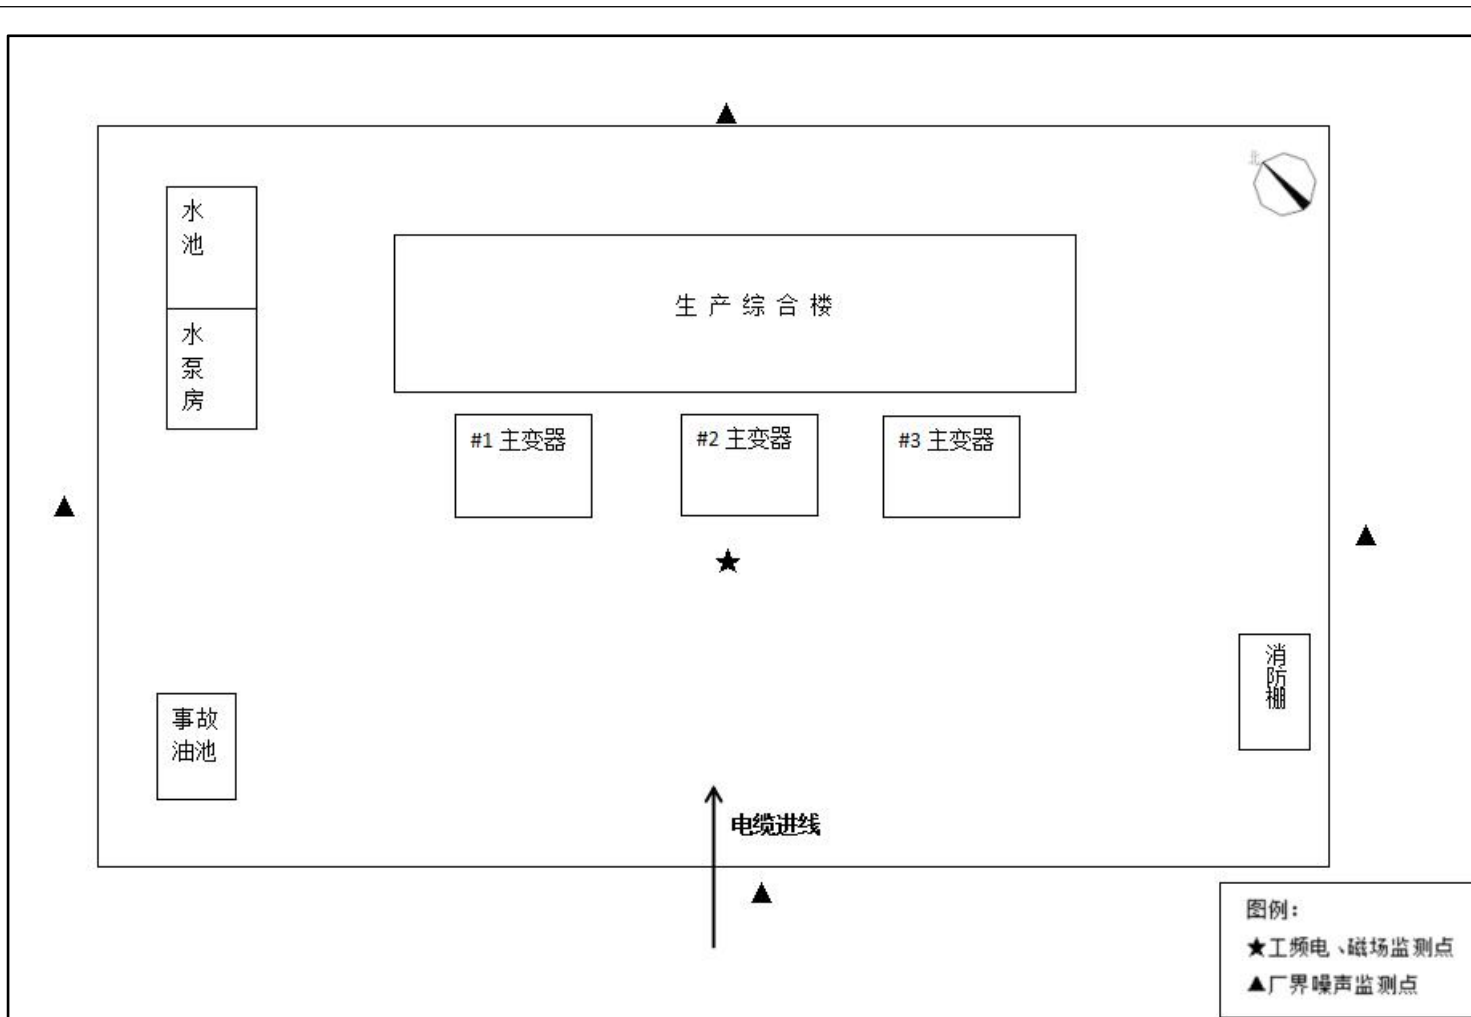 北
水
池
生产综合楼
水
泵
房
#1 主变器
#2 主变器
#3 主变器
消
防
棚
事故
油池
电缆进线
图例：
★工频电、磁场监测点
▲厂界噪声监测点